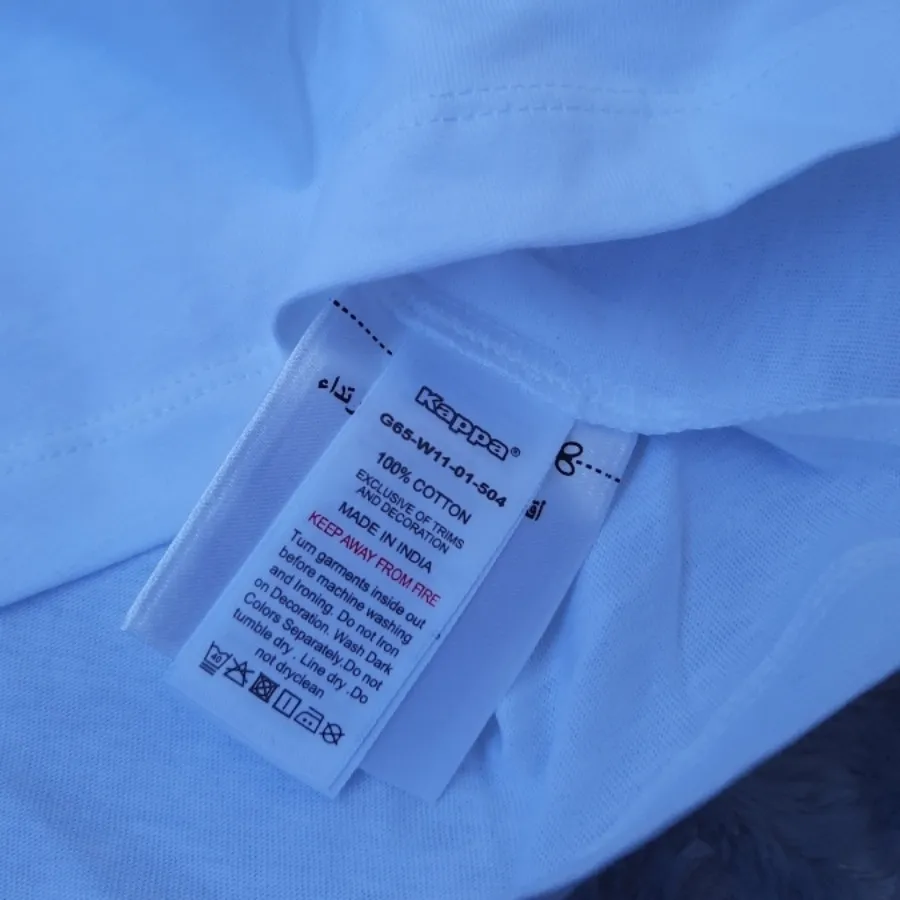 Kappa®
G65-W11-01-504
100% COTTON
EXCLUSIVE OF TRIMS
AND DECORATION
MADE IN INDIA
KEEP AWAY FROM FIRE
Turn garments inside out
before machine washing
and Ironing. Do not Iron
on Decoration. Wash Dark
Colors Separately.Do not
tumble dry . Line dry .Do
not dryclean
40